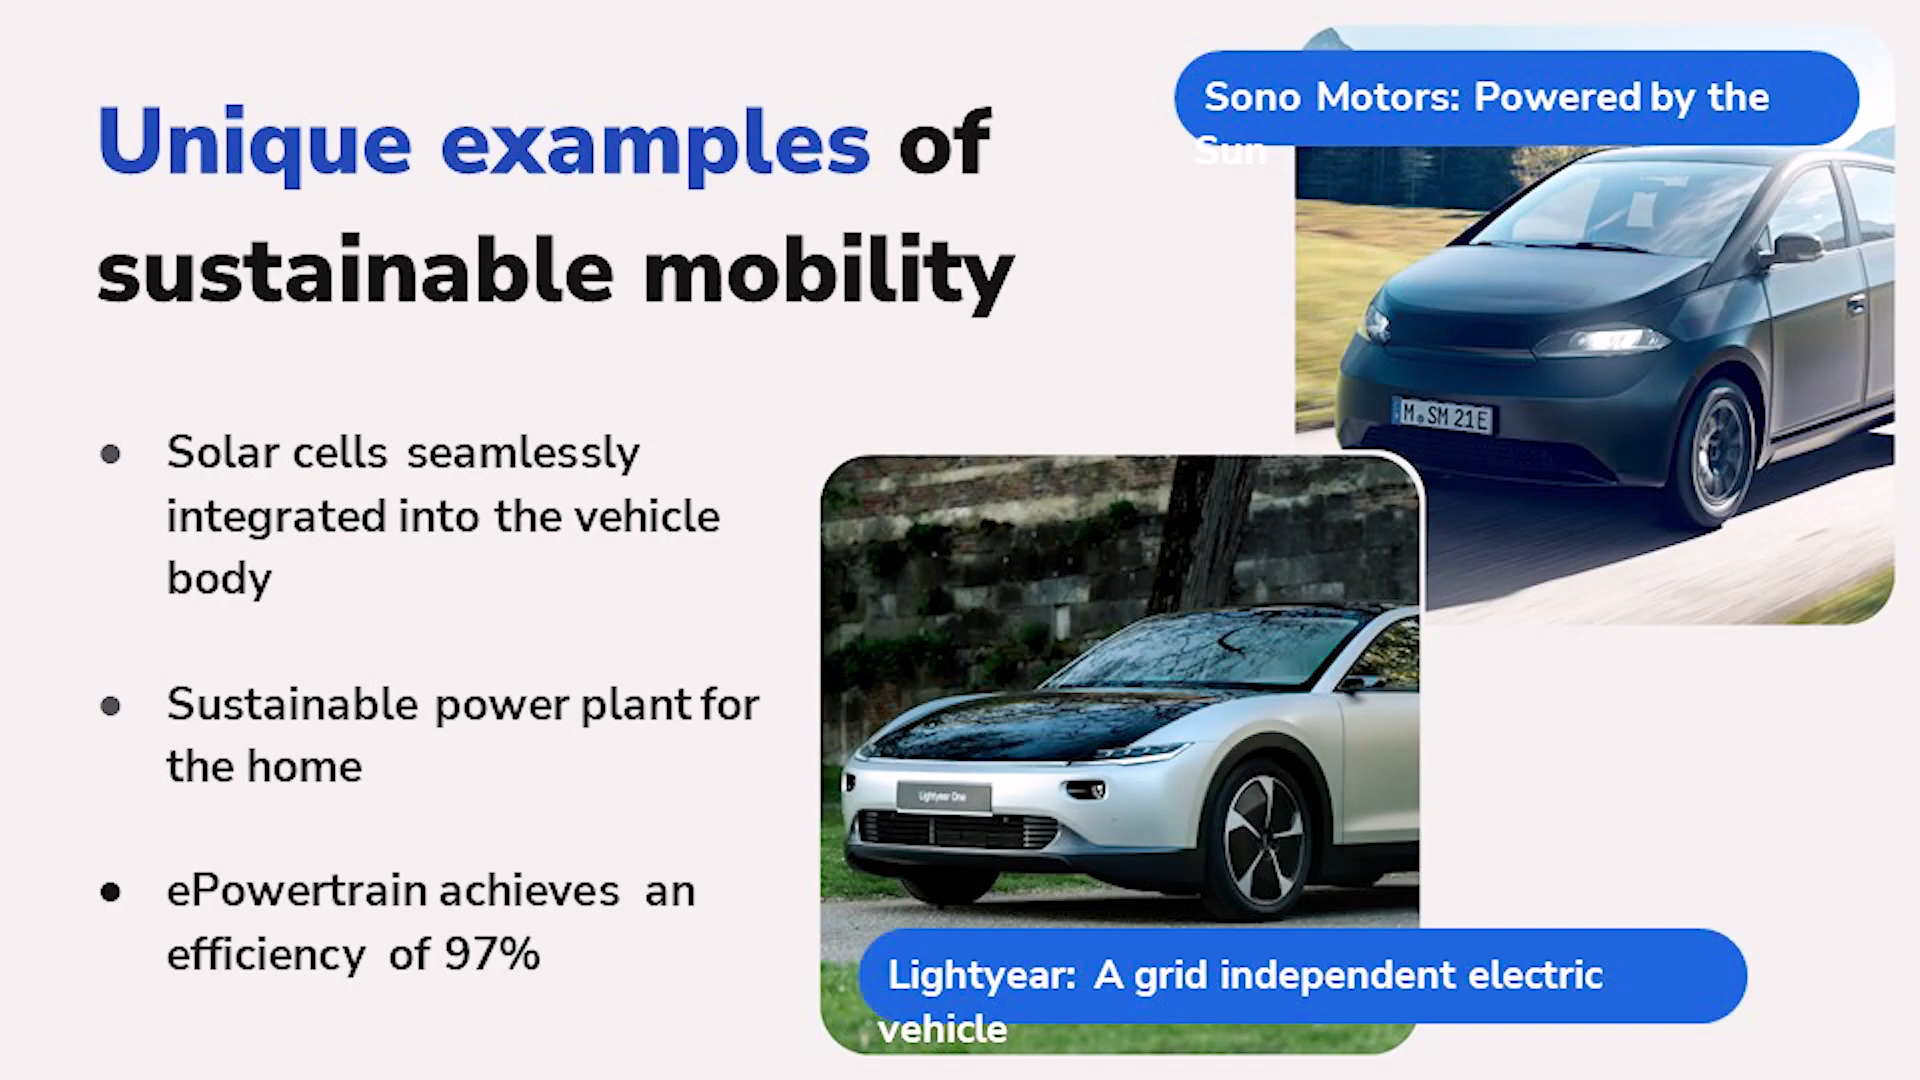 Unique examples of
sustainable mobility
Sono Motors: Powered by the
Sun
M SM 21E
• Solar cells seamlessly
integrated into the vehicle
body
• Sustainable power plant for
the home
• ePowertrain achieves an
efficiency of 97%
Lightyear One
Lightyear: A grid independent electric
vehicle